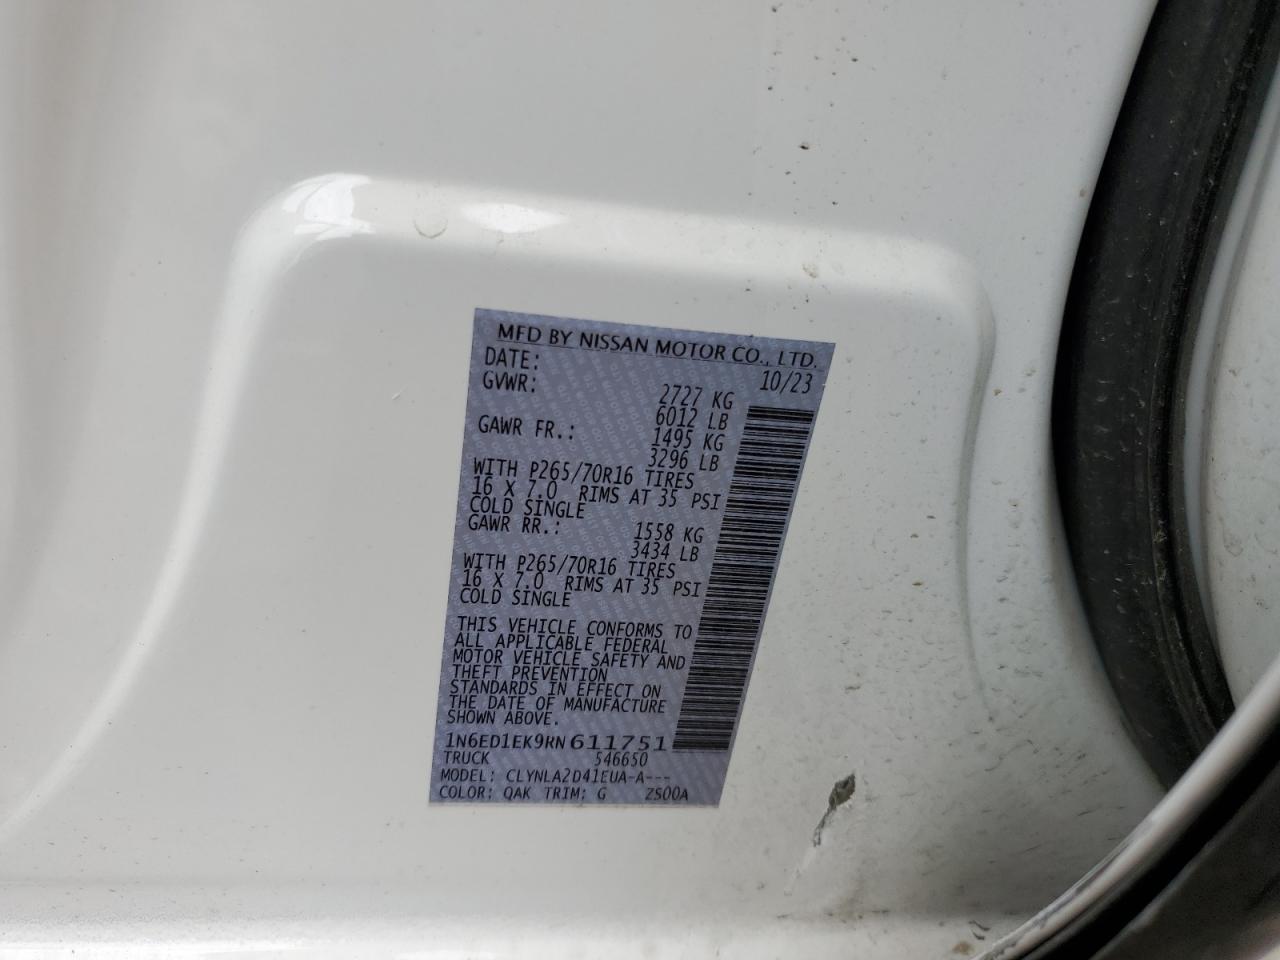 MFD BY NISSAN MOTOR CO., LTD.
DATE: 10/23
GVWR: 2727 KG
6012 LB
GAWR FR.: 1495 KG
3296 LB
WITH P265/70R16 TIRES
16 X 7.0 RIMS AT 35 PSI
COLD SINGLE
GAWR RR.: 1558 KG
3434 LB
WITH P265/70R16 TIRES
16 X 7.0 RIMS AT 35 PSI
COLD SINGLE
THIS VEHICLE CONFORMS TO
ALL APPLICABLE FEDERAL
MOTOR VEHICLE SAFETY AND
THEFT PREVENTION
STANDARDS IN EFFECT ON
THE DATE OF MANUFACTURE
SHOWN ABOVE.
1N6ED1EK9RN611751
TRUCK 546650
MODEL: CLYNLA2D41EUA-A---
COLOR: QAK TRIM: G ZS00A